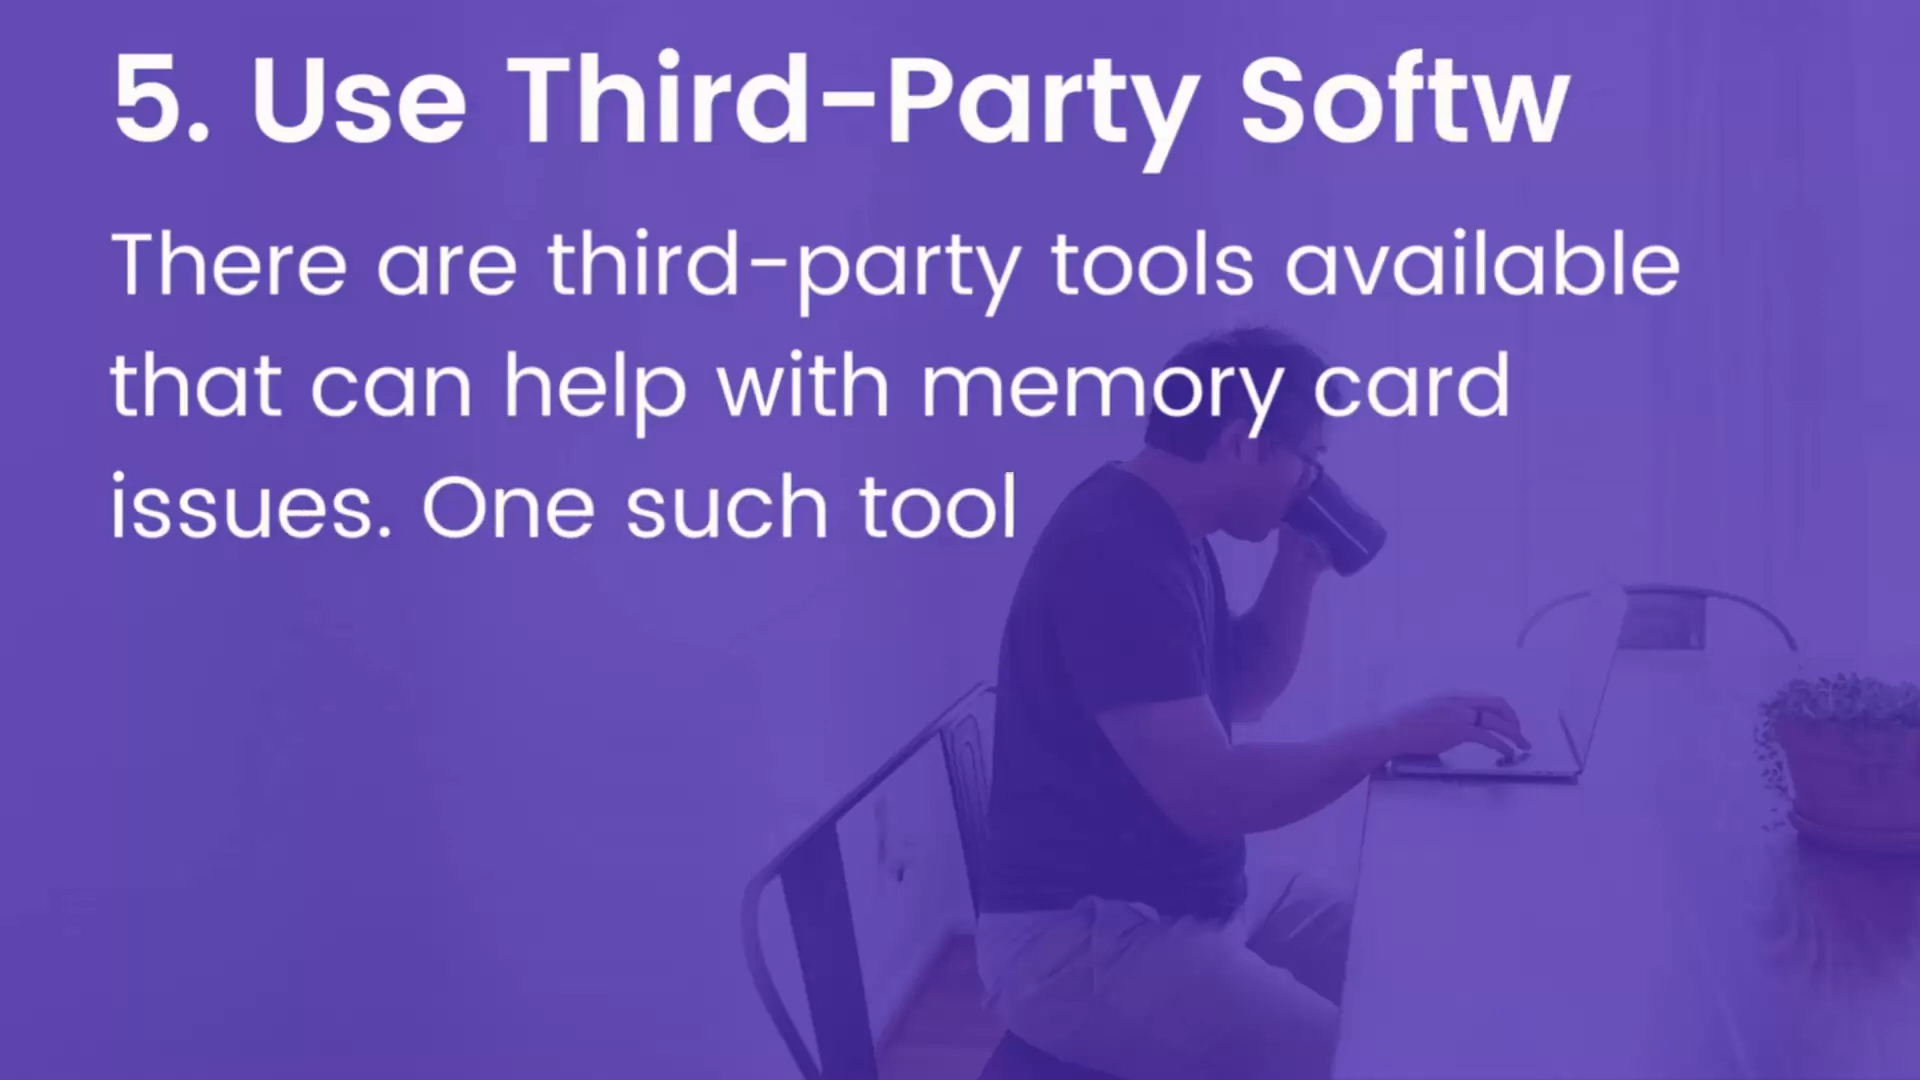 5. Use Third-Party Softw
There are third-party tools available
that can help with memory card
issues. One such tool